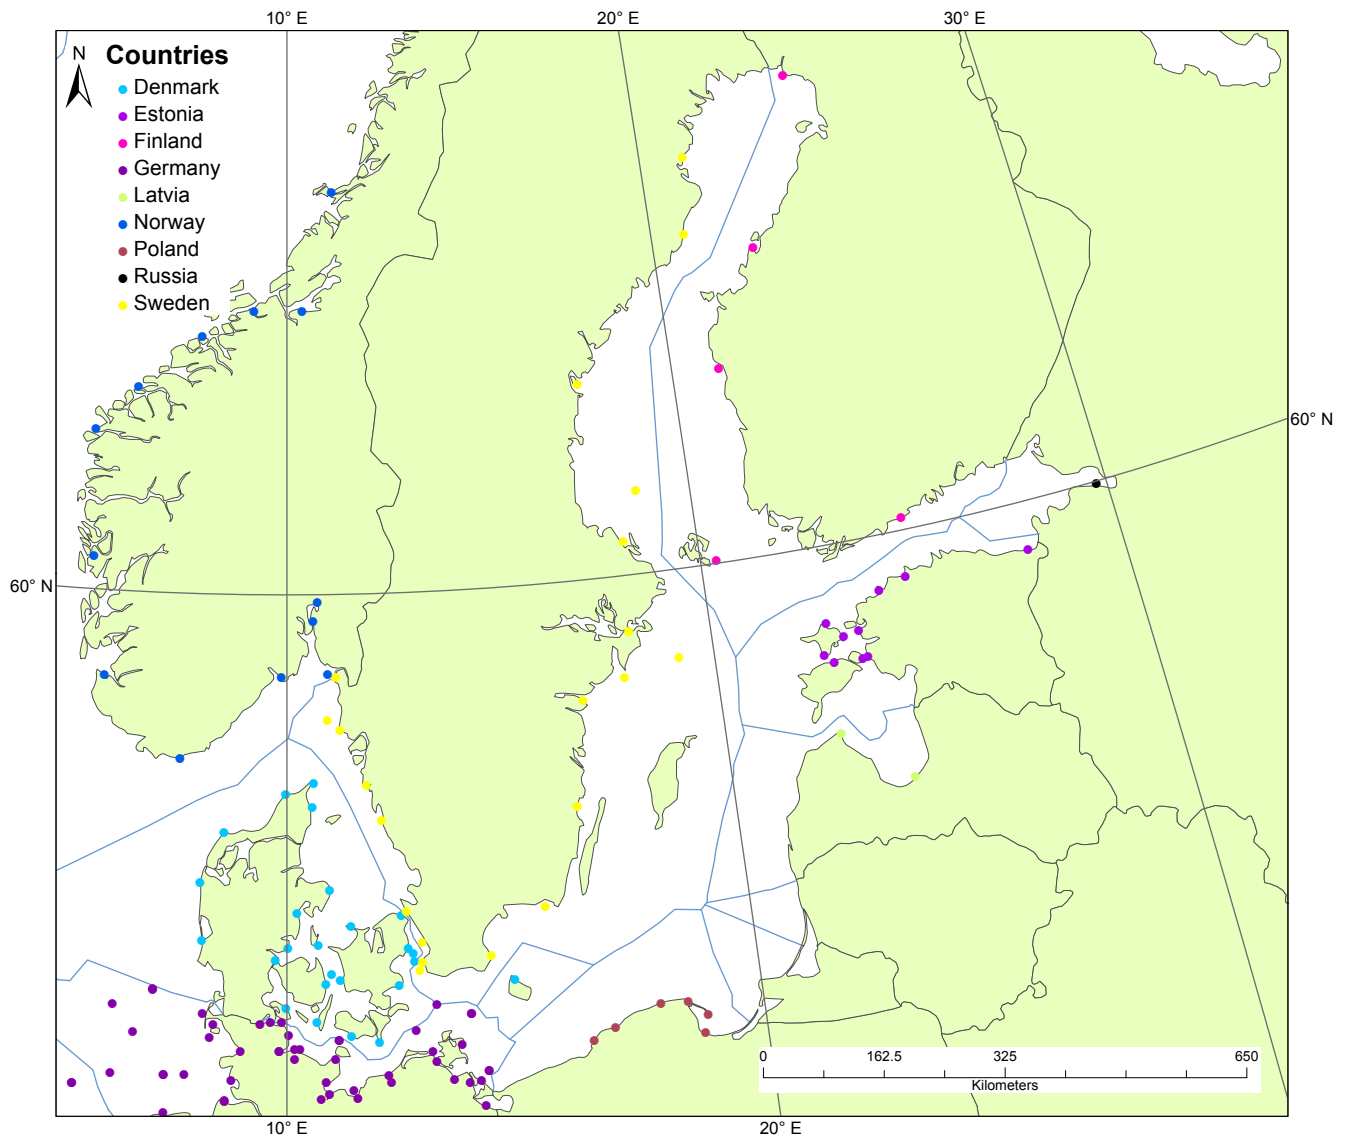 10° E 20° E 30° E
N
Countries
Denmark
Estonia
Finland
Germany
Latvia
Norway
Poland
Russia
Sweden
60° N
60° N
0 162.5 325 650
Kilometers
10° E 20° E